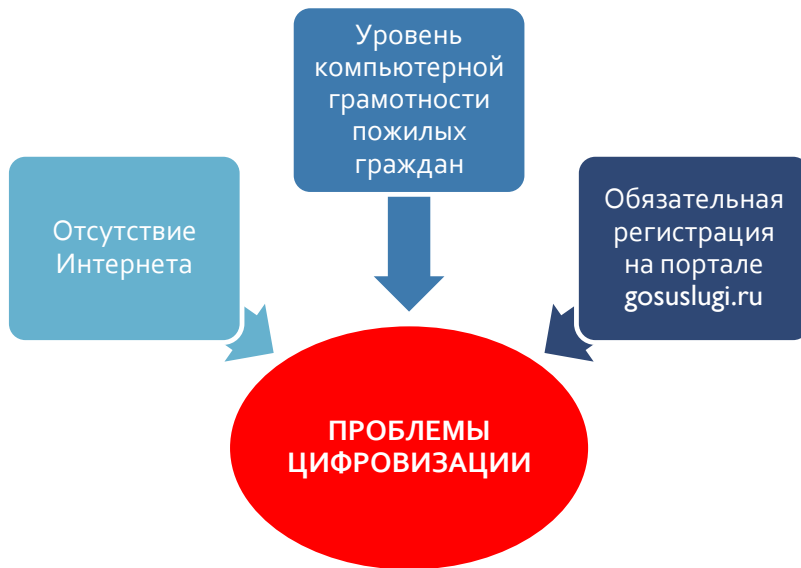 Уровень
компьютерной
грамотности
пожилых
граждан
Отсутствие
Интернета
Обязательная
регистрация
на портале
gosuslugi.ru
ПРОБЛЕМЫ
ЦИФРОВИЗАЦИИ